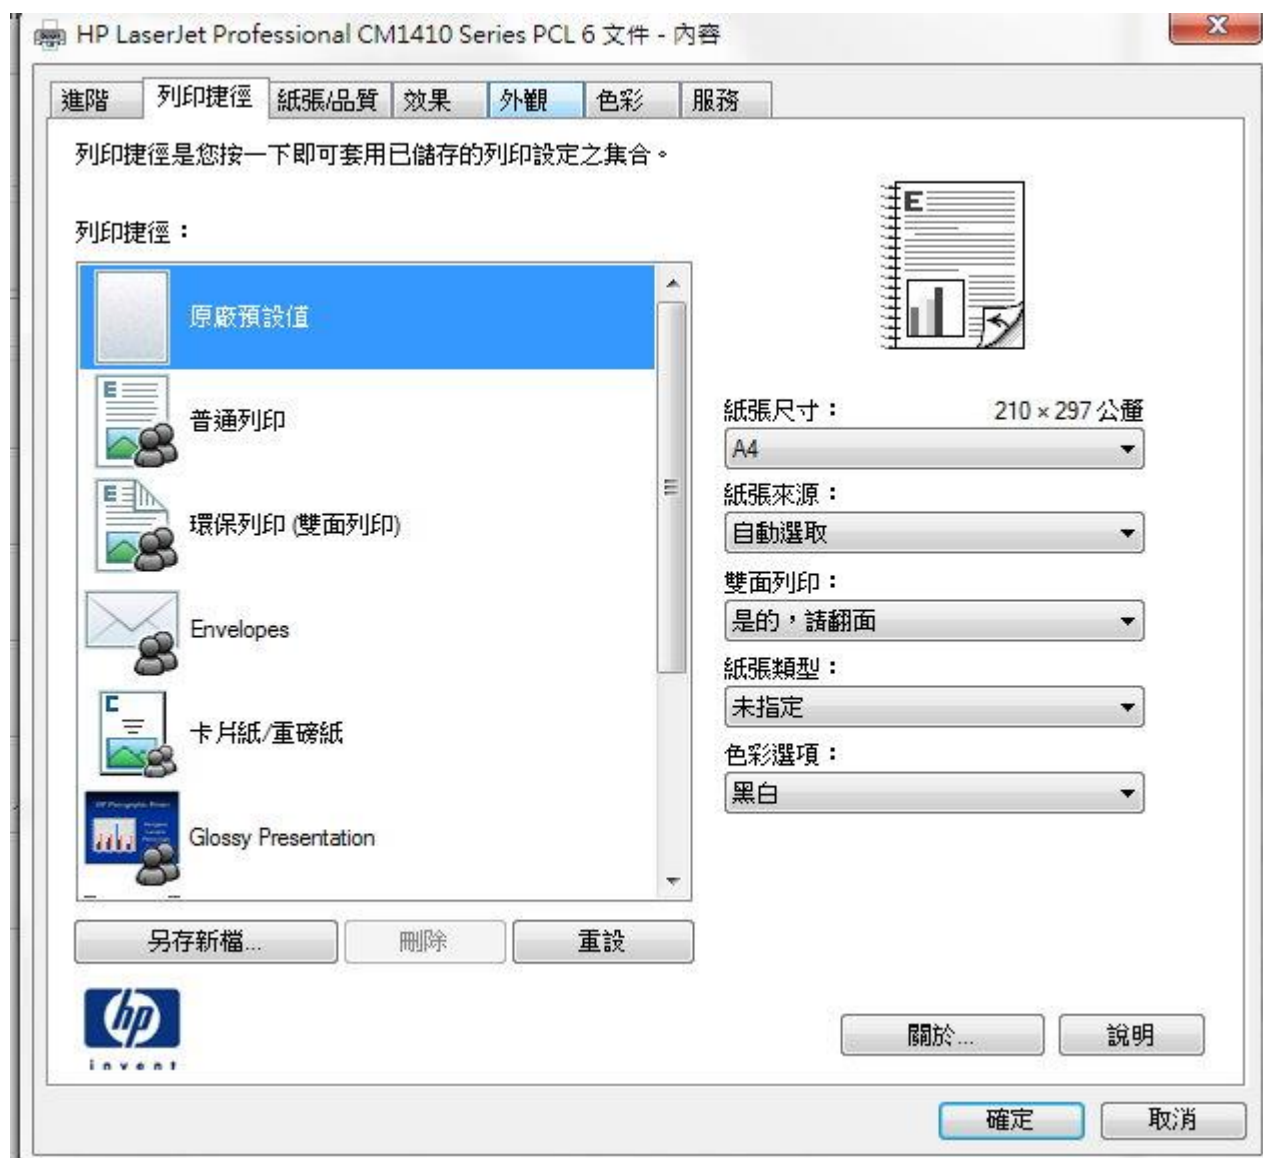 HP LaserJet Professional CM1410 Series PCL 6 文件 - 內容
進階 列印捷徑 紙張/品質 效果 外觀 色彩 服務
列印捷徑是您按一下即可套用已儲存的列印設定之集合。
列印捷徑：
原廠預設值
E
普通列印
E
環保列印 (雙面列印)
Envelopes
C
卡片紙/重磅紙
Glossy Presentation
另存新檔... 刪除 重設
E
紙張尺寸： 210 × 297 公釐
A4
紙張來源：
自動選取
雙面列印：
是的，請翻面
紙張類型：
未指定
色彩選項：
黑白
hp
invent
關於... 說明
確定 取消